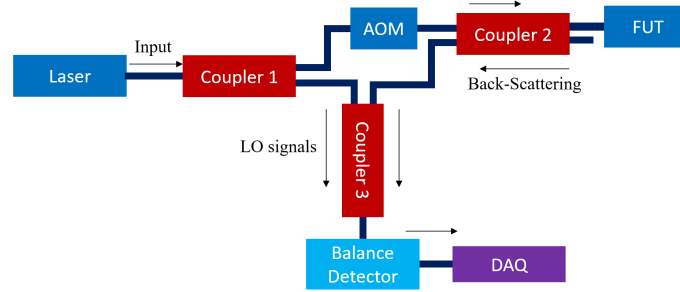 Input
AOM
Coupler 2
FUT
Laser
Coupler 1
Back-Scattering
LO signals
Coupler 3
Balance
Detector
DAQ